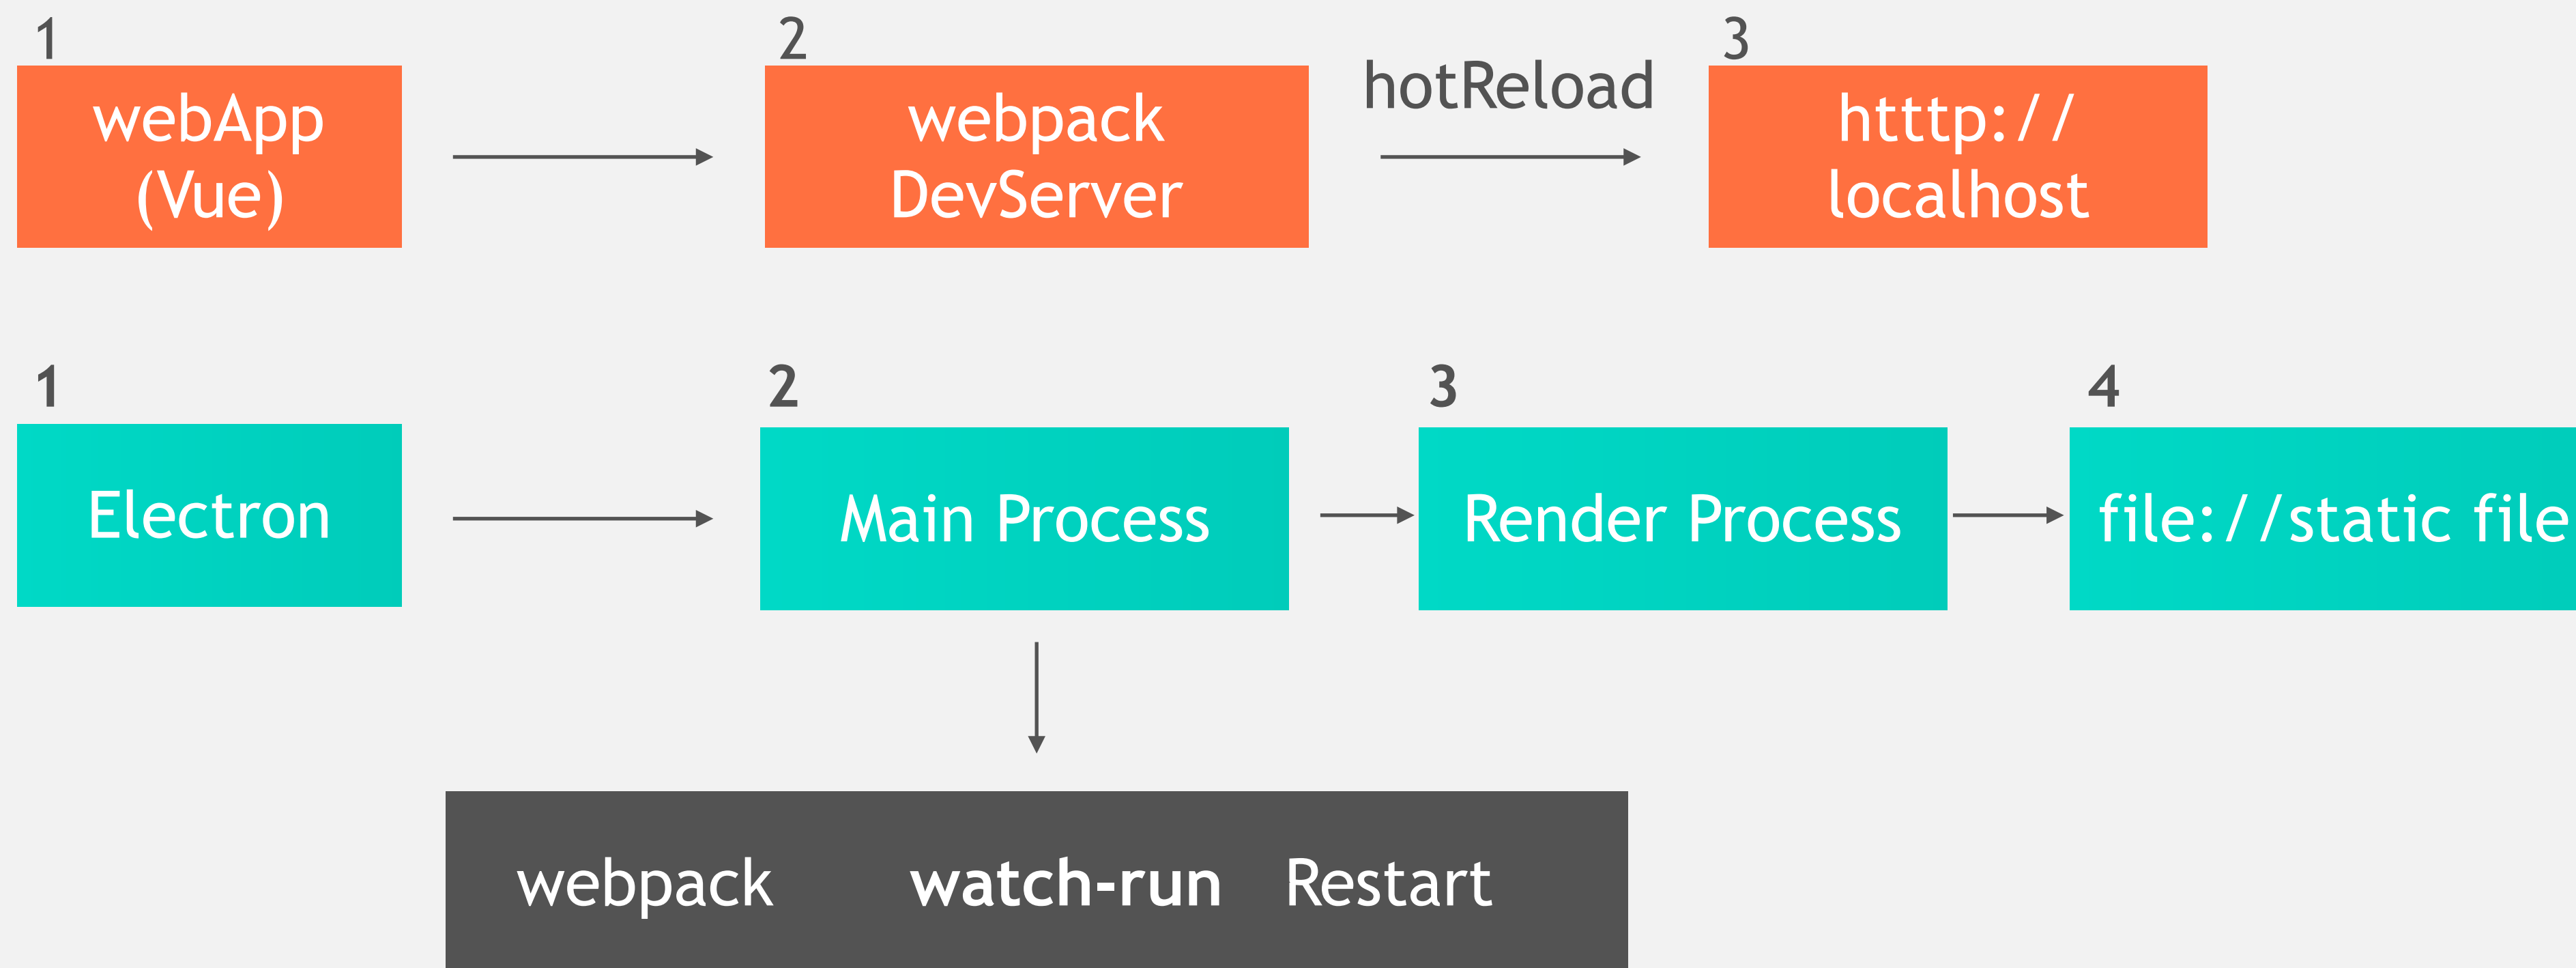 1
webApp
(Vue)
2
webpack
DevServer
hotReload
3
htttp://
localhost
1
Electron
2
Main Process
3
Render Process
4
file://static file
webpack watch-run Restart